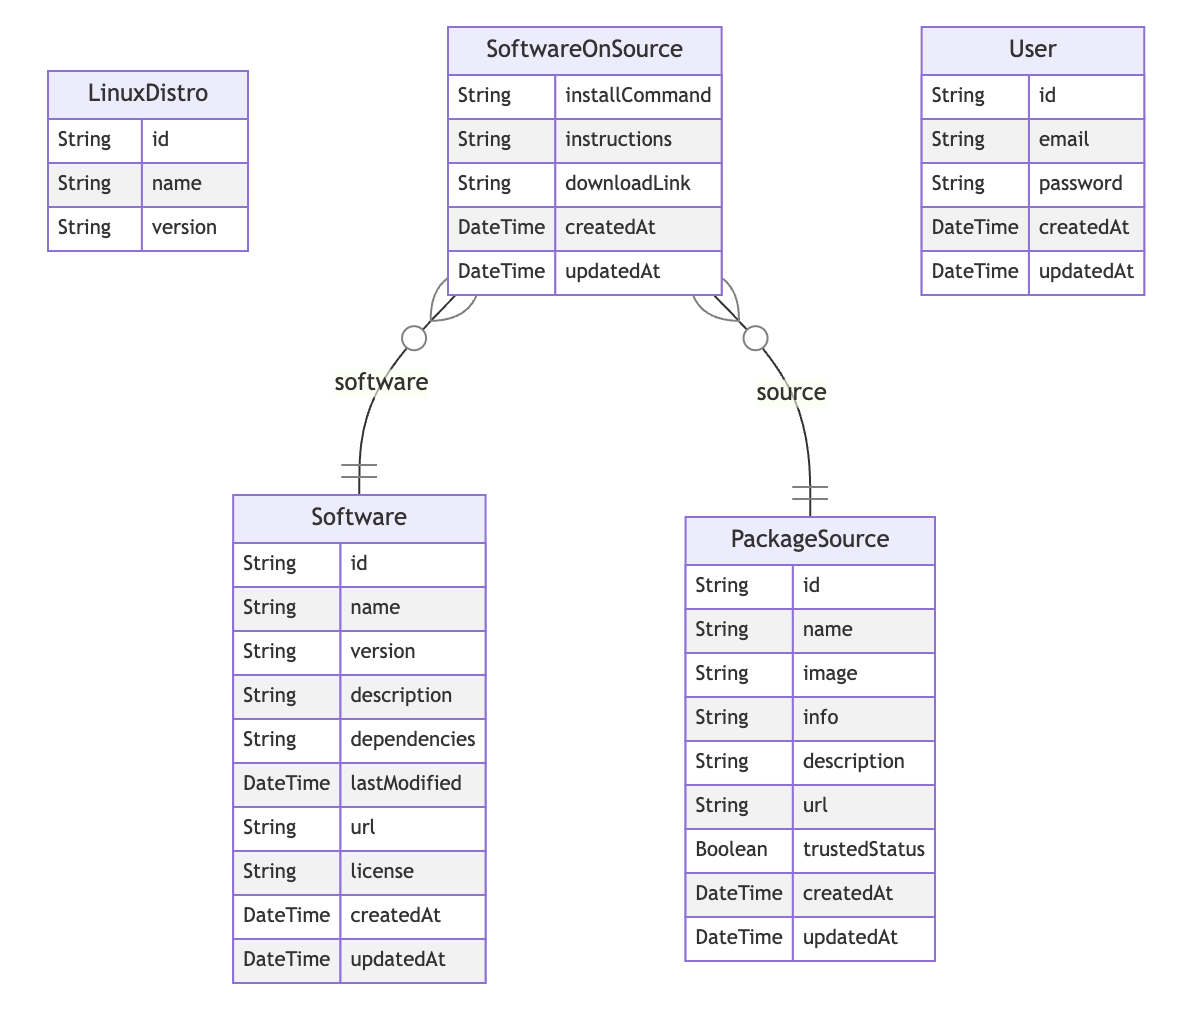 LinuxDistro
String id
String name
String version
SoftwareOnSource
String installCommand
String instructions
String downloadLink
DateTime createdAt
DateTime updatedAt
User
String id
String email
String password
DateTime createdAt
DateTime updatedAt
software
source
Software
String id
String name
String version
String description
String dependencies
DateTime lastModified
String url
String license
DateTime createdAt
DateTime updatedAt
PackageSource
String id
String name
String image
String info
String description
String url
Boolean trustedStatus
DateTime createdAt
DateTime updatedAt